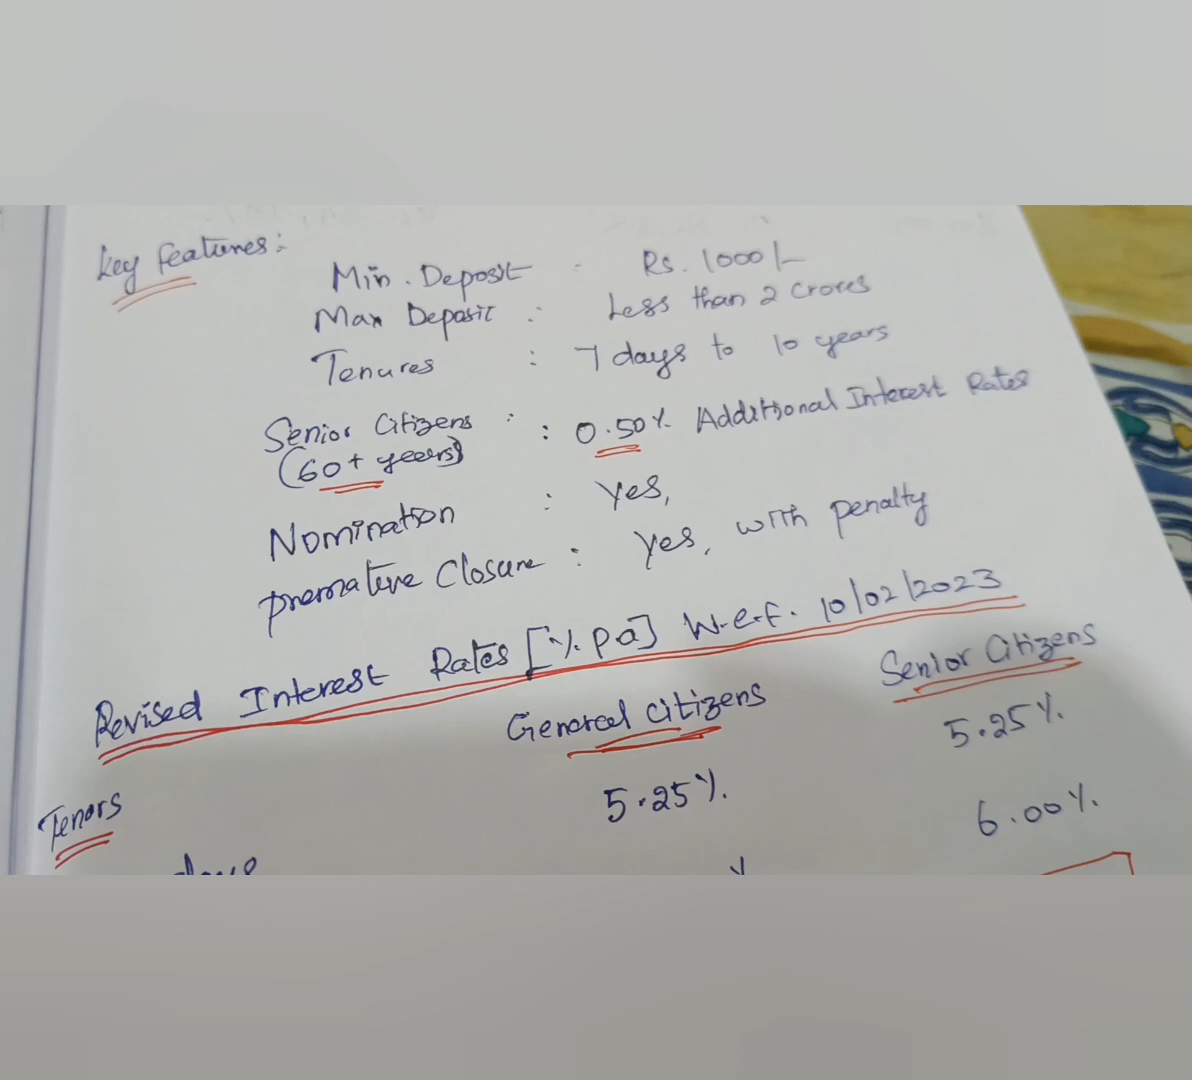 Key features:
Min. Deposit : Rs. 1000/-
Max Deposit : Less than 2 crores
Tenures : 7 days to 10 years
Senior Citizens : 0.50% Additional Interest Rates
(60+ years)
Nomination : Yes,
premature Closure : Yes, with penalty
Revised Interest Rates [% p.a] w.e.f. 10/02/2023
Tenors General citizens Senior Citizens
5.25% 5.25%
6.00%